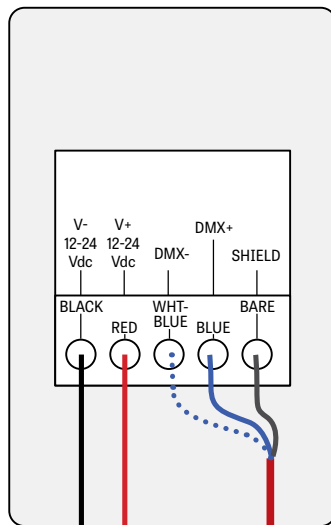 V-
12-24
Vdc
V+
12-24
Vdc
DMX-
DMX+
SHIELD
BLACK
RED
WHT-
BLUE
BLUE
BARE